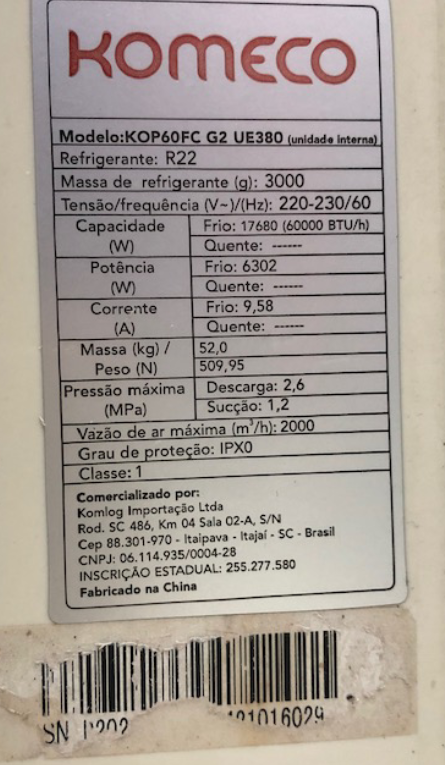 KOMECO
Modelo:KOP60FC G2 UE380 (unidade interna)
Refrigerante: R22
Massa de refrigerante (g): 3000
Tensão/frequência (V~)/(Hz): 220-230/60
Capacidade (W)
Frio: 17680 (60000 BTU/h)
Quente: ------
Potência (W)
Frio: 6302
Quente: ------
Corrente (A)
Frio: 9,58
Quente: ------
Massa (kg) / 52,0
Peso (N) 509,95
Pressão máxima (MPa)
Descarga: 2,6
Sucção: 1,2
Vazão de ar máxima (m³/h): 2000
Grau de proteção: IPX0
Classe: 1
Comercializado por:
Komlog Importação Ltda
Rod. SC 486, Km 04 Sala 02-A, S/N
Cep 88.301-970 - Itaipava - Itajaí - SC - Brasil
CNPJ: 06.114.935/0004-28
INSCRIÇÃO ESTADUAL: 255.277.580
Fabricado na China
SN